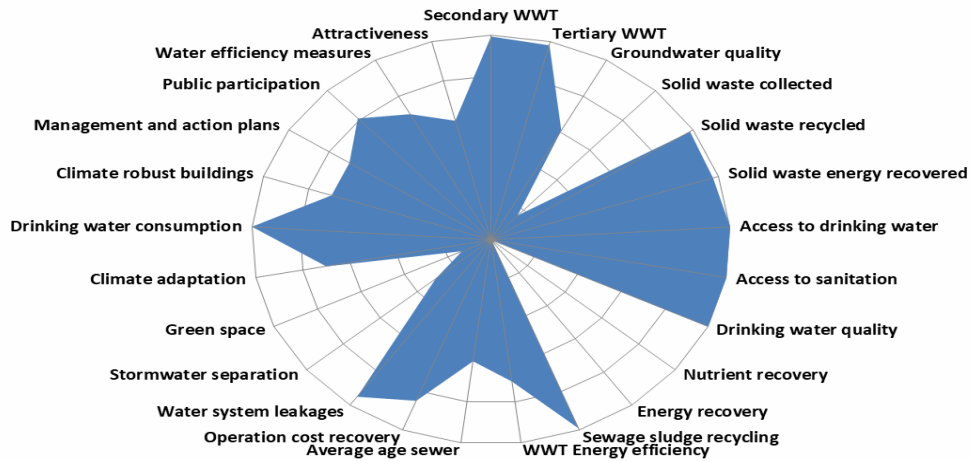 Secondary WWT
Tertiary WWT
Groundwater quality
Solid waste collected
Solid waste recycled
Solid waste energy recovered
Access to drinking water
Access to sanitation
Drinking water quality
Nutrient recovery
Energy recovery
Sewage sludge recycling
WWT Energy efficiency
Average age sewer
Operation cost recovery
Water system leakages
Stormwater separation
Green space
Climate adaptation
Drinking water consumption
Climate robust buildings
Management and action plans
Public participation
Water efficiency measures
Attractiveness